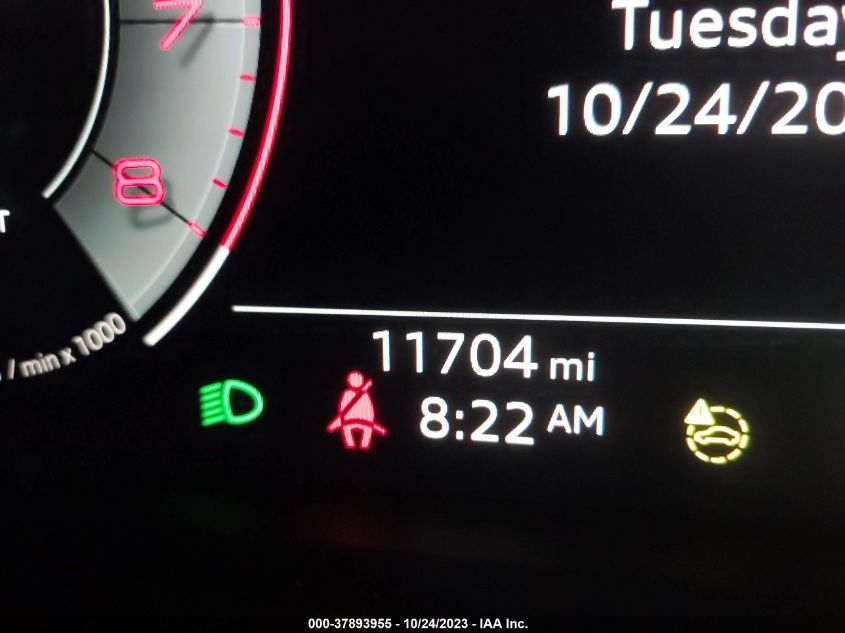 7
Tuesday
10/24/20
8
T
/ min x 1000
11704 mi
8:22 AM
000-37893955 - 10/24/2023 - IAA Inc.